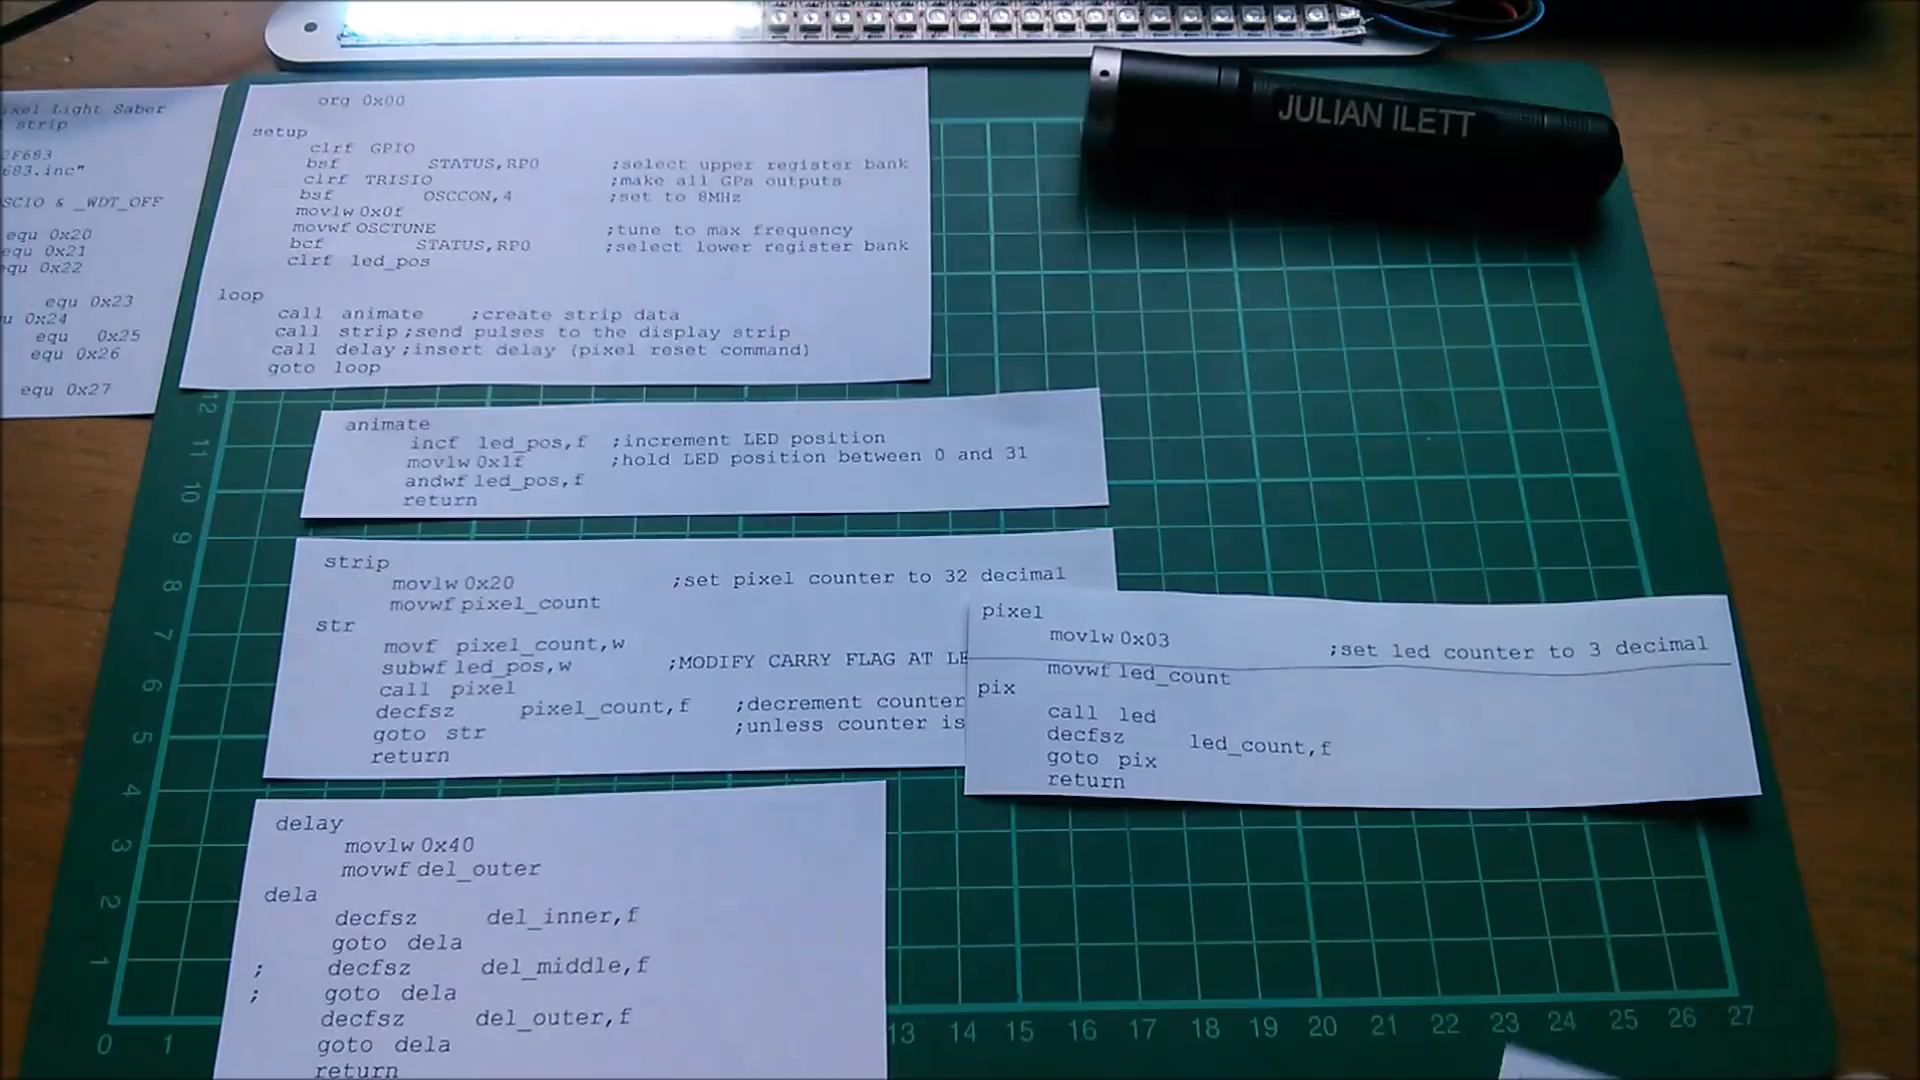 JULIAN ILETT
ixel Light Saber
strip
2F683
683.inc"
SCIO & _WDT_OFF
equ 0x20
equ 0x21
equ 0x22
equ 0x23
u 0x24
equ 0x25
equ 0x26
equ 0x27
org 0x00
setup
clrf GPIO
bsf STATUS,RP0 ;select upper register bank
clrf TRISIO ;make all GPs outputs
bsf OSCCON,4 ;set to 8MHz
movlw 0x0f
movwf OSCTUNE ;tune to max frequency
bcf STATUS,RP0 ;select lower register bank
clrf led_pos
loop
call animate ;create strip data
call strip ;send pulses to the display strip
call delay ;insert delay (pixel reset command)
goto loop
animate
incf led_pos,f ;increment LED position
movlw 0x1f ;hold LED position between 0 and 31
andwf led_pos,f
return
strip
movlw 0x20 ;set pixel counter to 32 decimal
movwf pixel_count
str
movf pixel_count,w
subwf led_pos,w ;MODIFY CARRY FLAG AT LE
call pixel
decfsz pixel_count,f ;decrement counter
goto str ;unless counter is
return
pixel
movlw 0x03 ;set led counter to 3 decimal
movwf led_count
pix
call led
decfsz led_count,f
goto pix
return
delay
movlw 0x40
movwf del_outer
dela
decfsz del_inner,f
goto dela
; decfsz del_middle,f
; goto dela
decfsz del_outer,f
goto dela
return
12
11
10
9
8
7
6
5
4
3
2
1
0 1 13 14 15 16 17 18 19 20 21 22 23 24 25 26 27